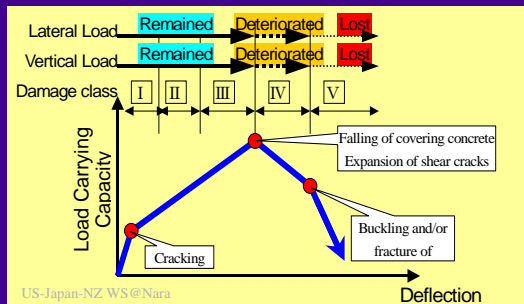 Lateral Load Remained Deteriorated Lost
Vertical Load Remained Deteriorated Lost
Damage class I II III IV V
Load Carrying
Capacity
Falling of covering concrete
Expansion of shear cracks
Buckling and/or
fracture of
Cracking
US-Japan-NZ WS@Nara
Deflection